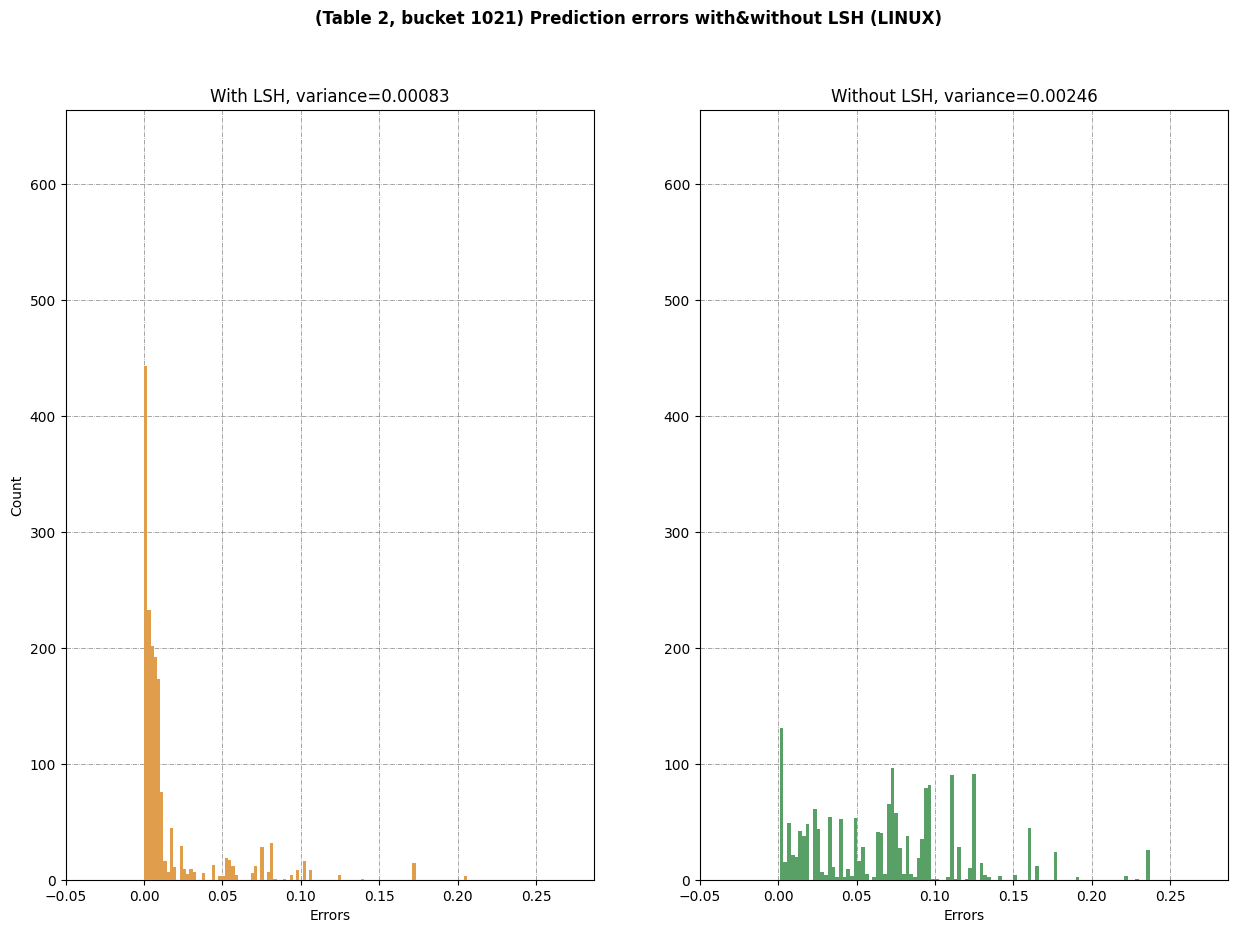 (Table 2, bucket 1021) Prediction errors with&without LSH (LINUX)
With LSH, variance=0.00083
600
500
400
300
200
100
0
Count
−0.05 0.00 0.05 0.10 0.15 0.20 0.25
Errors
Without LSH, variance=0.00246
600
500
400
300
200
100
0
−0.05 0.00 0.05 0.10 0.15 0.20 0.25
Errors